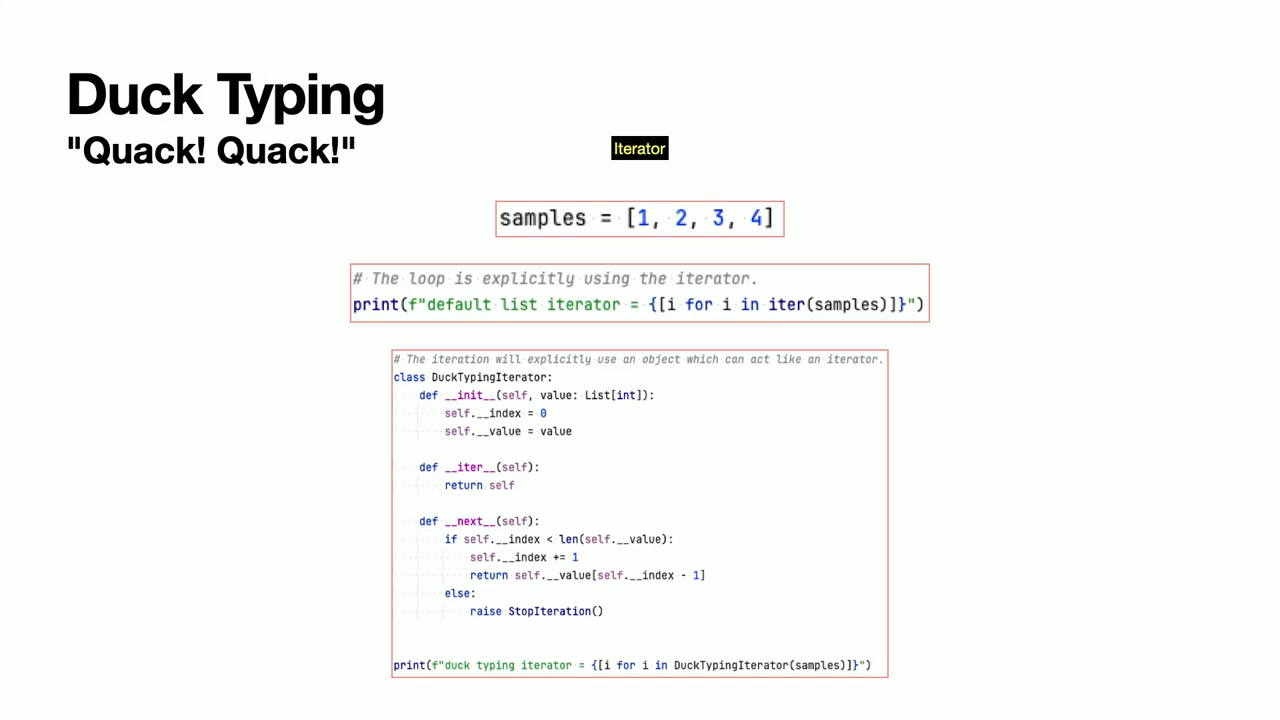 Duck Typing
"Quack! Quack!"
Iterator
samples = [1, 2, 3, 4]
# The loop is explicitly using the iterator.
print(f"default list iterator = {[i for i in iter(samples)]}")
# The iteration will explicitly use an object which can act like an iterator.
class DuckTypingIterator:
    def __init__(self, value: List[int]):
        self.__index = 0
        self.__value = value
    def __iter__(self):
        return self
    def __next__(self):
        if self.__index < len(self.__value):
            self.__index += 1
            return self.__value[self.__index - 1]
        else:
            raise StopIteration()
print(f"duck typing iterator = {[i for i in DuckTypingIterator(samples)]}")